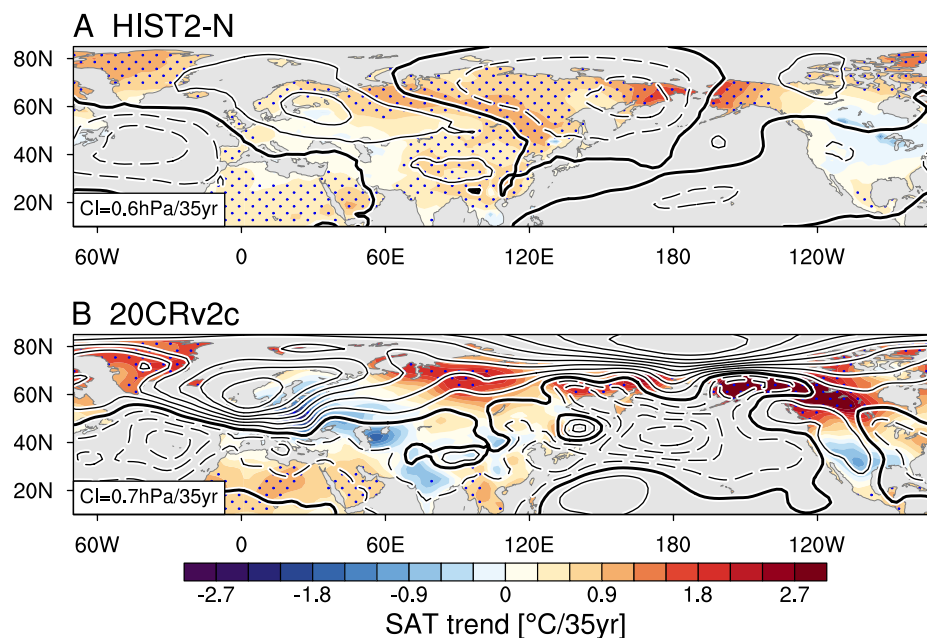 A HIST2-N
80N
60N
40N
20N
CI=0.6hPa/35yr
60W 0 60E 120E 180 120W
B 20CRv2c
80N
60N
40N
20N
CI=0.7hPa/35yr
60W 0 60E 120E 180 120W
-2.7 -1.8 -0.9 0 0.9 1.8 2.7
SAT trend [°C/35yr]